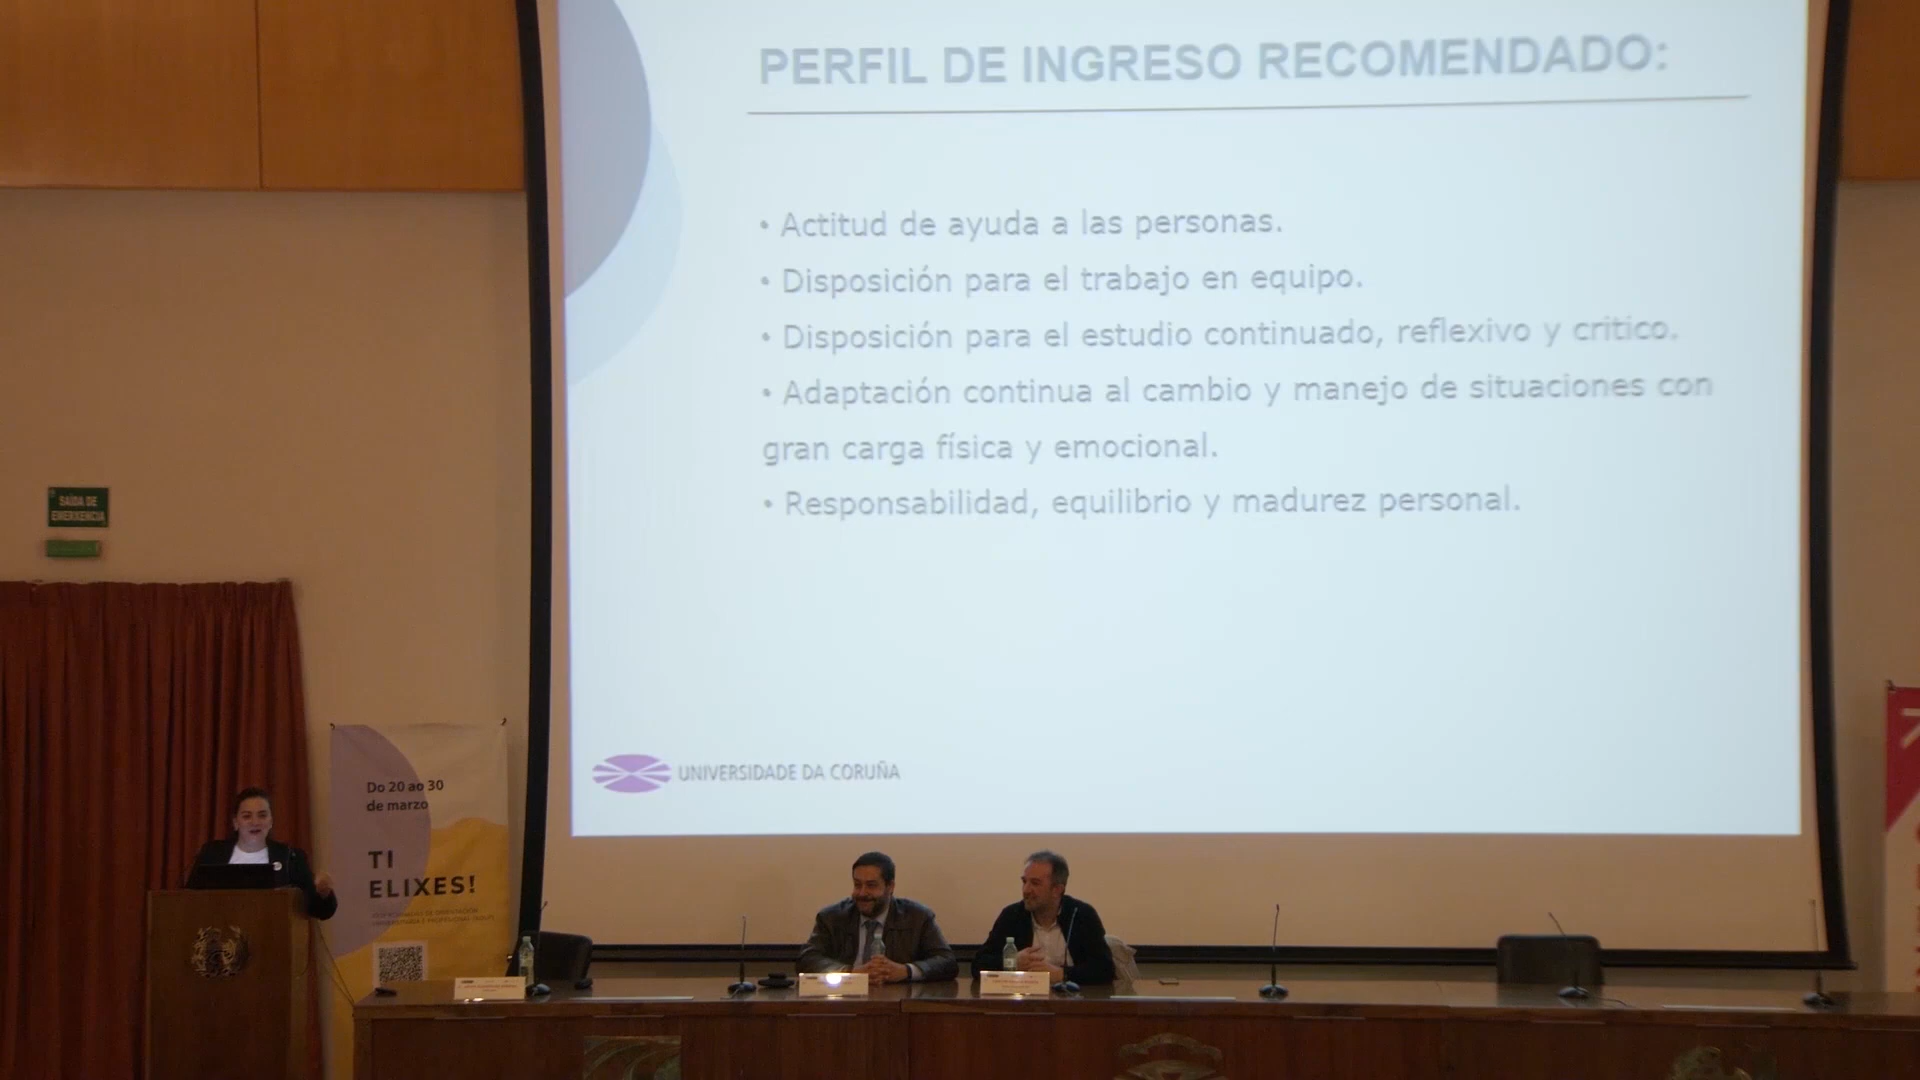 PERFIL DE INGRESO RECOMENDADO:
• Actitud de ayuda a las personas.
• Disposición para el trabajo en equipo.
• Disposición para el estudio continuado, reflexivo y critico.
• Adaptación continua al cambio y manejo de situaciones con
gran carga física y emocional.
• Responsabilidad, equilibrio y madurez personal.
UNIVERSIDADE DA CORUÑA
SAÍDA DE
EMERXENCIA
Do 20 ao 30
de marzo
TI
ELIXES!